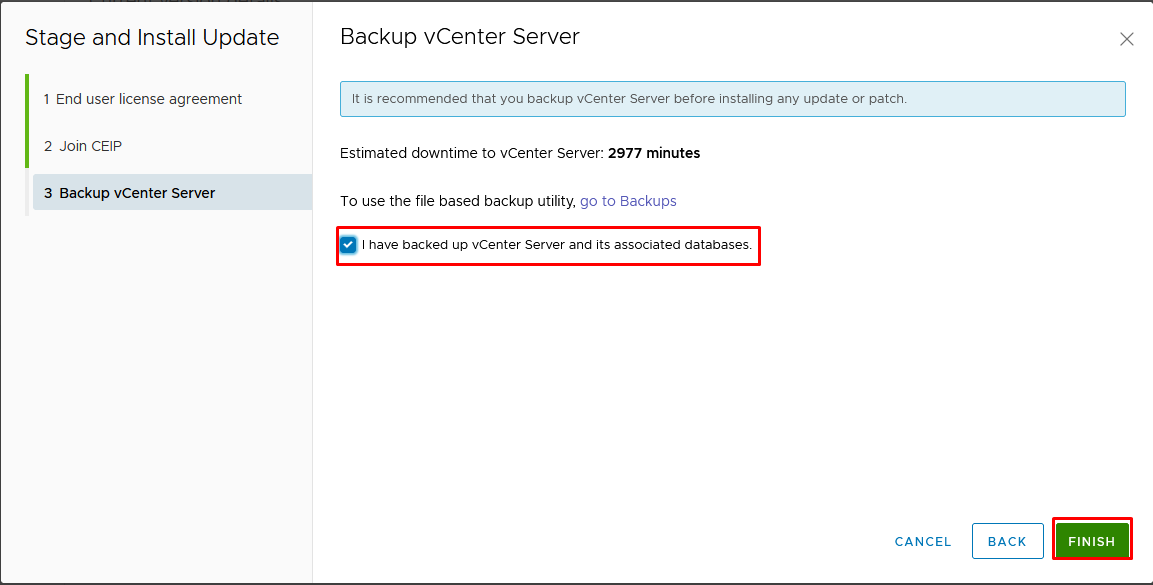 Stage and Install Update
1 End user license agreement
2 Join CEIP
3 Backup vCenter Server
Backup vCenter Server
It is recommended that you backup vCenter Server before installing any update or patch.
Estimated downtime to vCenter Server: 2977 minutes
To use the file based backup utility, go to Backups
I have backed up vCenter Server and its associated databases.
CANCEL
BACK
FINISH